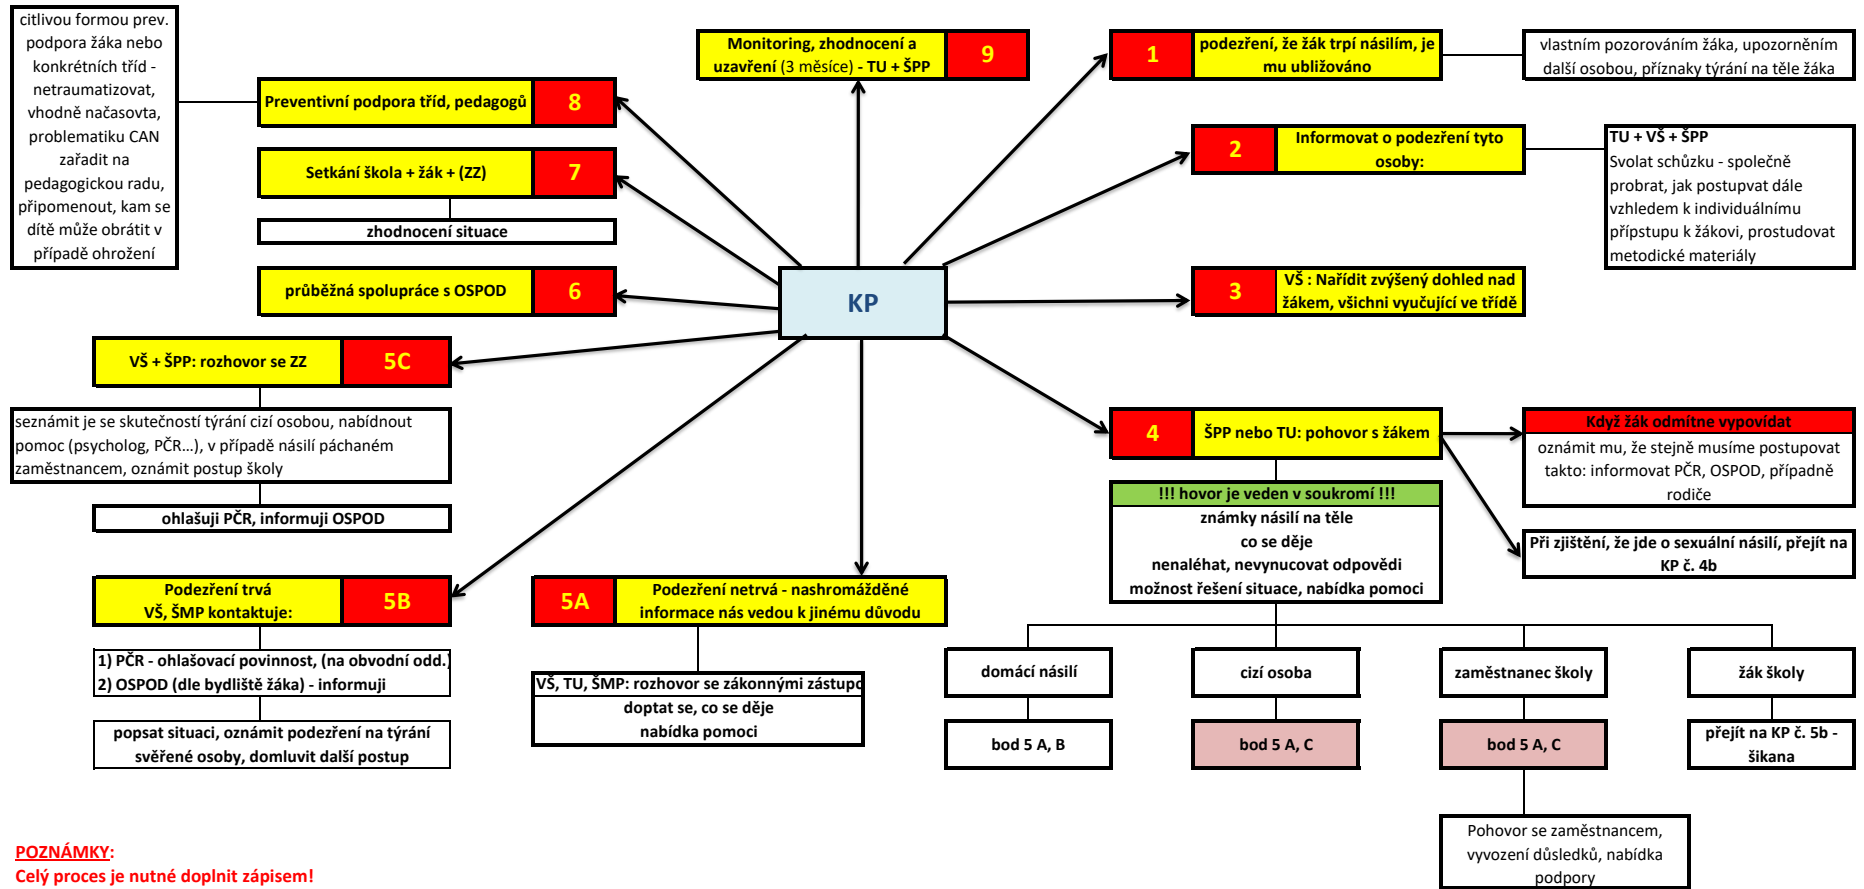 citlivou formou prev.
podpora žáka nebo
konkrétních tříd -
netraumatizovat,
vhodně načasovta,
problematiku CAN
zařadit na
pedagogickou radu,
připomenout, kam se
dítě může obrátit v
případě ohrožení
Preventivní podpora tříd, pedagogů
8
Setkání škola + žák + (ZZ)
7
zhodnocení situace
průběžná spolupráce s OSPOD
6
Monitoring, zhodnocení a
uzavření (3 měsíce) - TU + ŠPP
9
1
podezření, že žák trpí násilím, je
mu ubližováno
vlastním pozorováním žáka, upozorněním
další osobou, příznaky týrání na těle žáka
2
Informovat o podezření tyto
osoby:
TU + VŠ + ŠPP
Svolat schůzku - společně
probrat, jak postupvat dále
vzhledem k individuálnímu
přípstupu k žákovi, prostudovat
metodické materiály
KP
3
VŠ : Nařídit zvýšený dohled nad
žákem, všichni vyučující ve třídě
VŠ + ŠPP: rozhovor se ZZ
5C
seznámit je se skutečností týrání cizí osobou, nabídnout
pomoc (psycholog, PČR...), v případě násilí páchaném
zaměstnancem, oznámit postup školy
ohlašuji PČR, informuji OSPOD
4
ŠPP nebo TU: pohovor s žákem
!!! hovor je veden v soukromí !!!
známky násilí na těle
co se děje
nenaléhat, nevynucovat odpovědi
možnost řešení situace, nabídka pomoci
Když žák odmítne vypovídat
oznámit mu, že stejně musíme postupovat
takto: informovat PČR, OSPOD, případně
rodiče
Při zjištění, že jde o sexuální násilí, přejít na
KP č. 4b
Podezření trvá
VŠ, ŠMP kontaktuje:
5B
1) PČR - ohlašovací povinnost, (na obvodní odd.)
2) OSPOD (dle bydliště žáka) - informuji
popsat situaci, oznámit podezření na týrání
svěřené osoby, domluvit další postup
5A
Podezření netrvá - nashromážděné
informace nás vedou k jinému důvodu
VŠ, TU, ŠMP: rozhovor se zákonnými zástupc
doptat se, co se děje
nabídka pomoci
domácí násilí
cizí osoba
zaměstnanec školy
žák školy
bod 5 A, B
bod 5 A, C
bod 5 A, C
přejít na KP č. 5b -
šikana
Pohovor se zaměstnancem,
vyvození důsledků, nabídka
podpory
POZNÁMKY:
Celý proces je nutné doplnit zápisem!